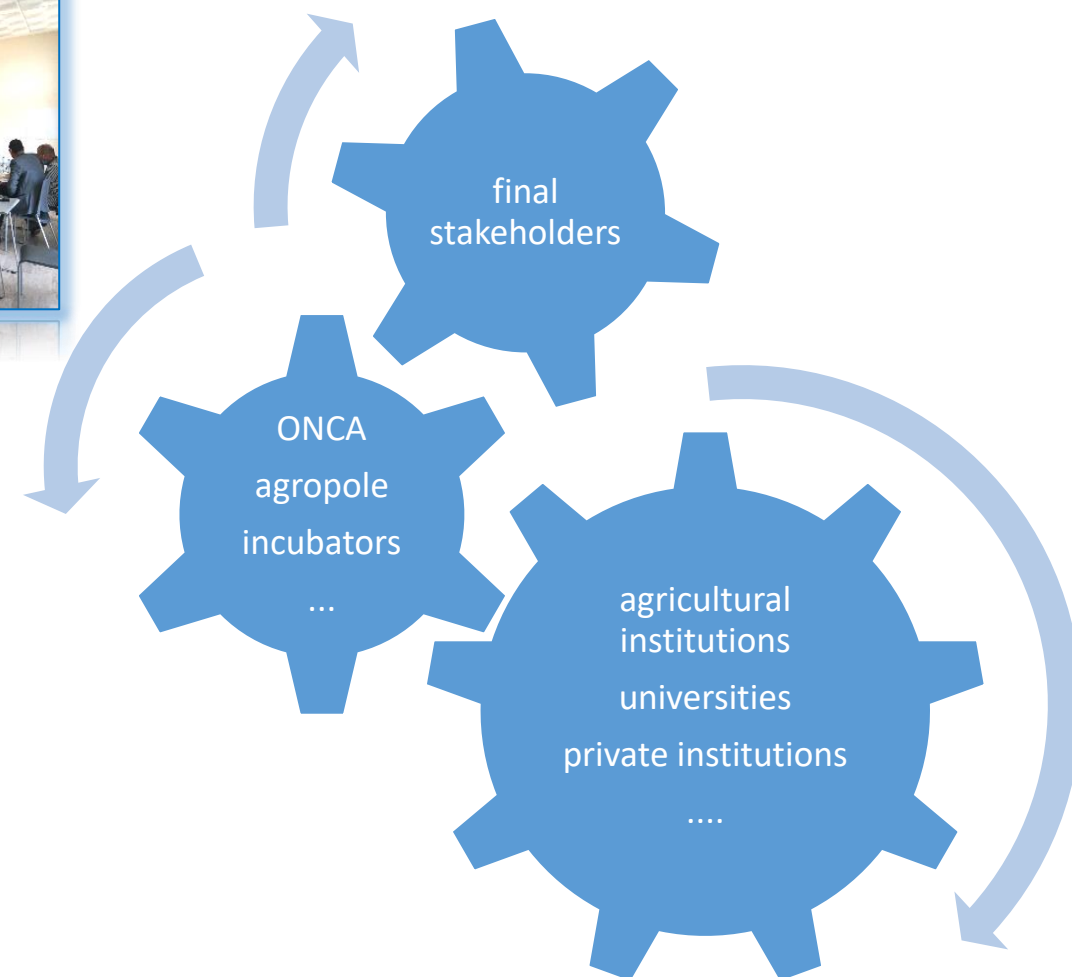 final
stakeholders
ONCA
agropole
incubators
...
agricultural
institutions
universities
private institutions
....